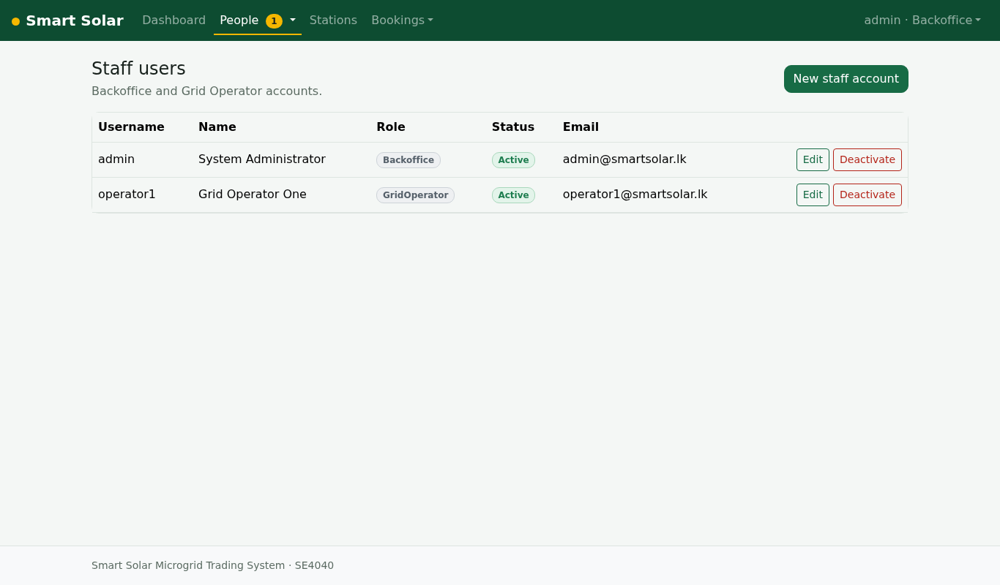 Smart Solar Dashboard People 1 Stations Bookings admin · Backoffice
Staff users
New staff account
Backoffice and Grid Operator accounts.
Username Name Role Status Email
admin System Administrator Backoffice Active admin@smartsolar.lk Edit Deactivate
operator1 Grid Operator One GridOperator Active operator1@smartsolar.lk Edit Deactivate
Smart Solar Microgrid Trading System · SE4040